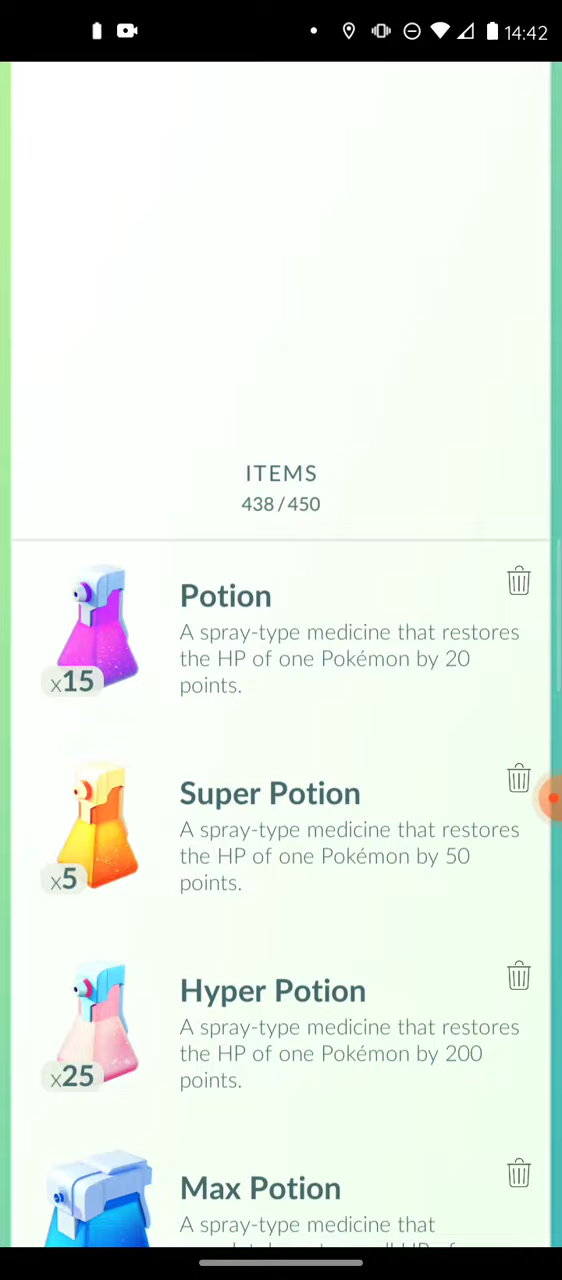 14:42
ITEMS
438/450
Potion
A spray-type medicine that restores
the HP of one Pokémon by 20
points.
x15
Super Potion
A spray-type medicine that restores
the HP of one Pokémon by 50
points.
x5
Hyper Potion
A spray-type medicine that restores
the HP of one Pokémon by 200
points.
x25
Max Potion
A spray-type medicine that